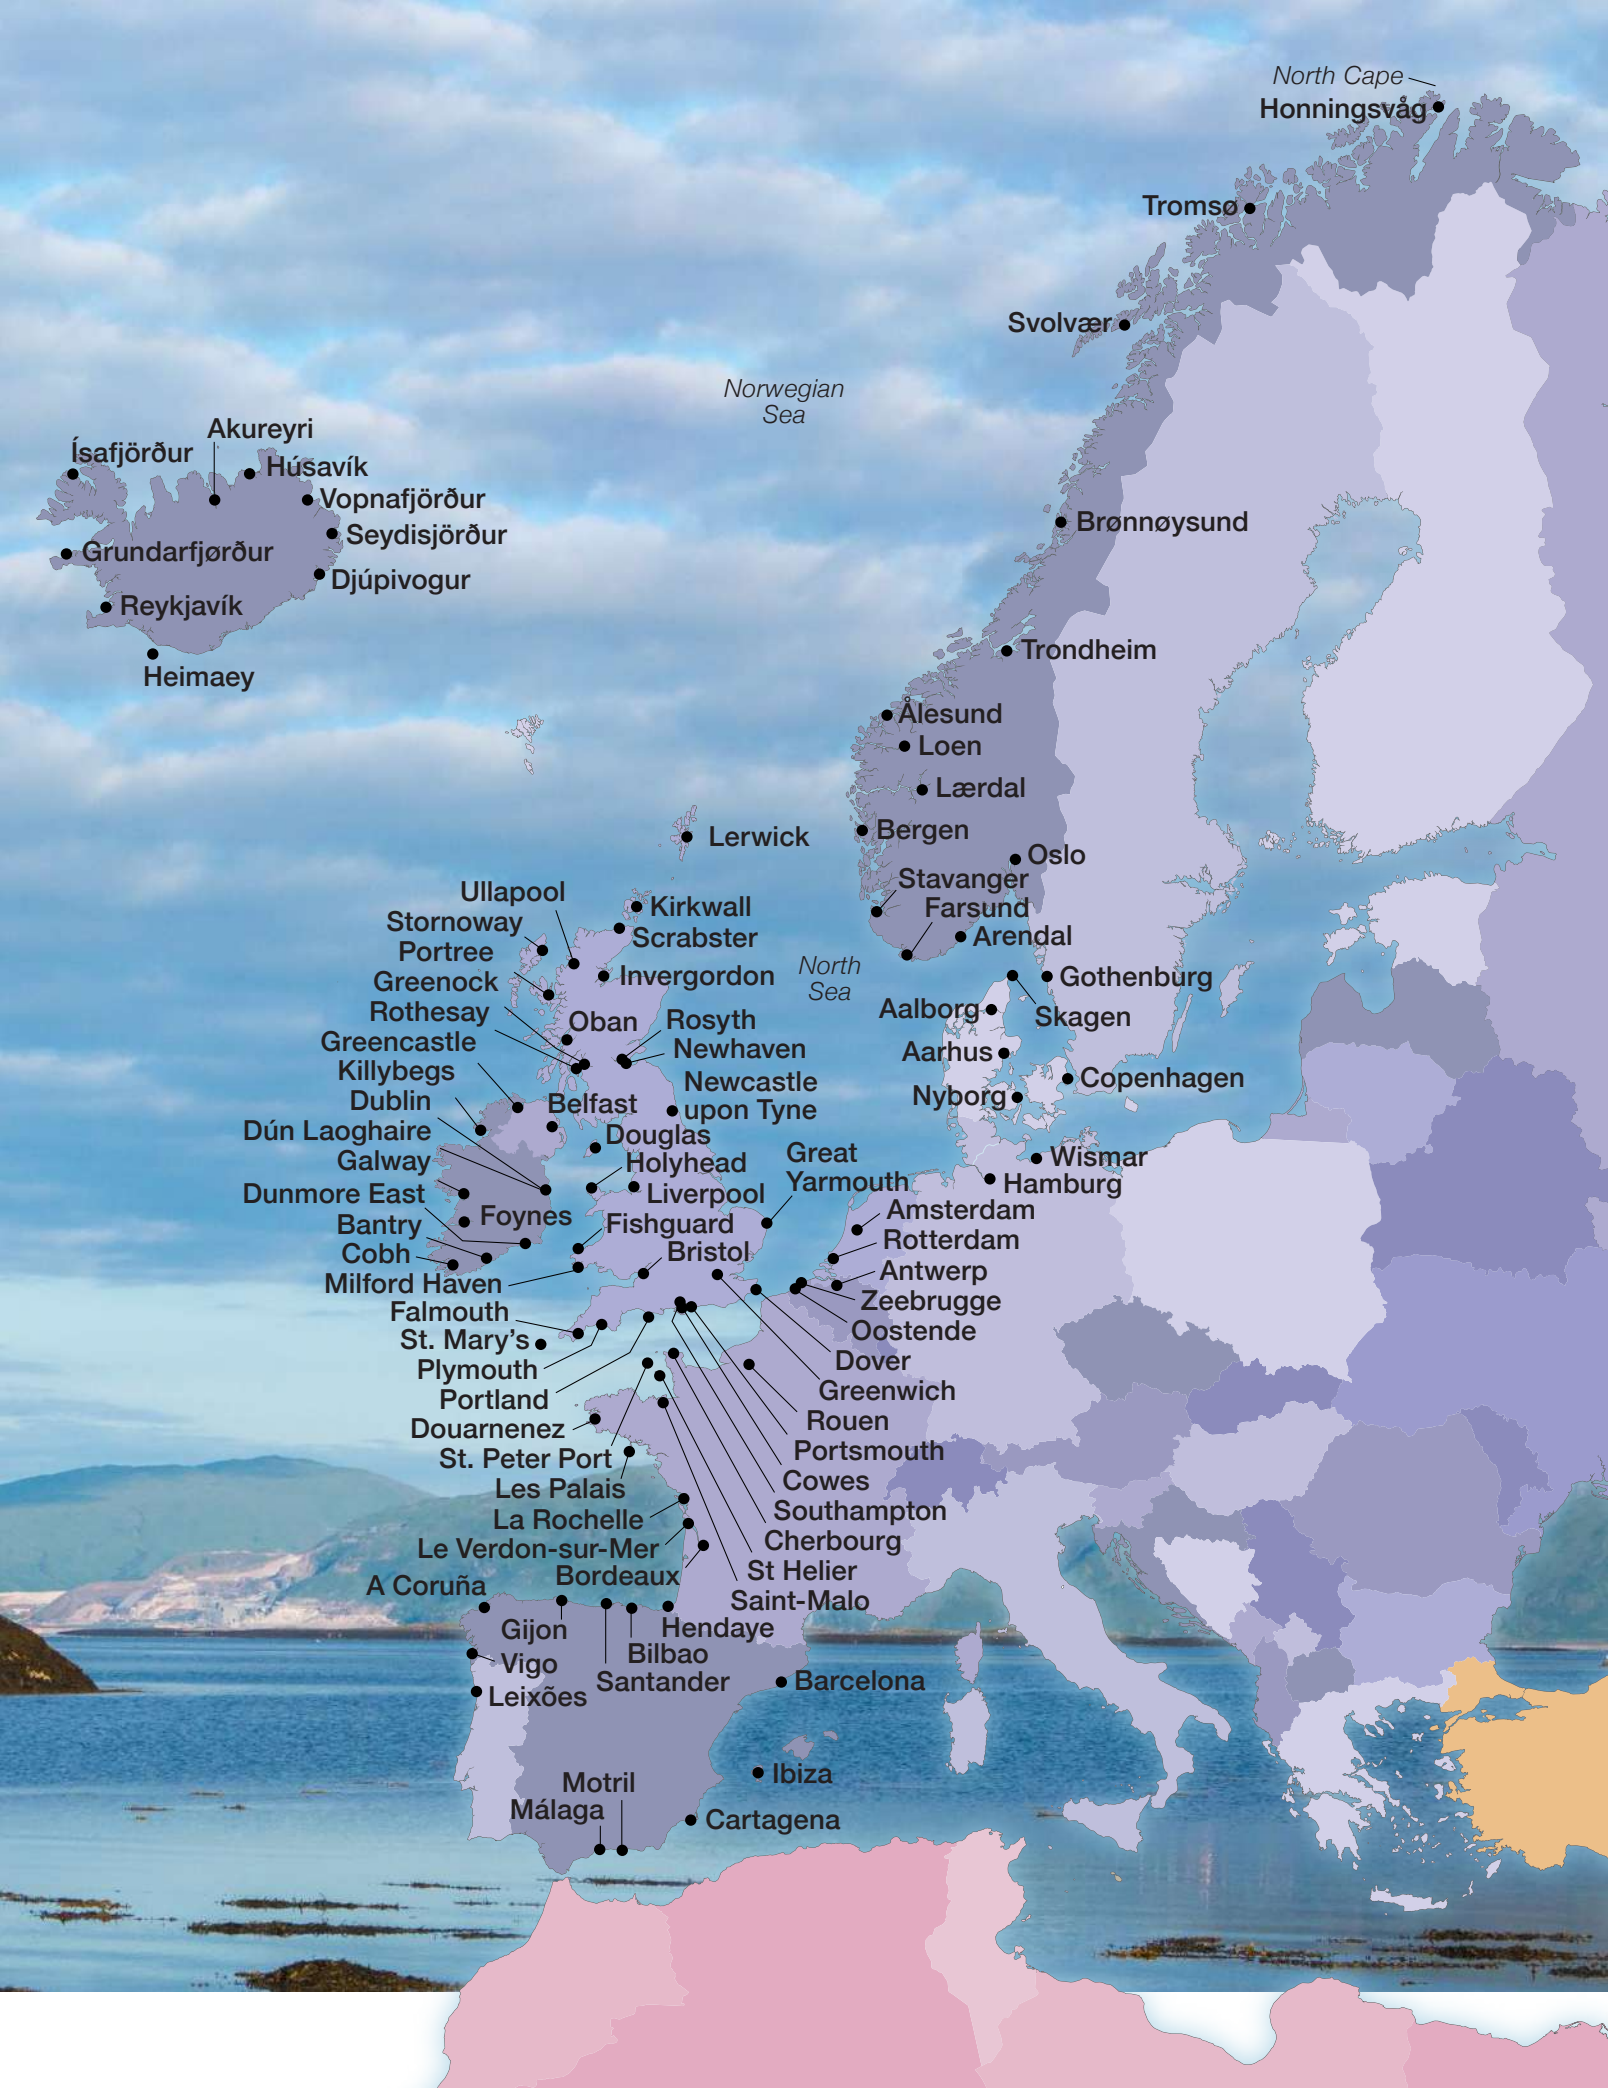 North Cape
Honningsvåg
Tromsø
Svolvær
Norwegian
Sea
Akureyri
Ísafjörður
Húsavík
Vopnafjörður
Seydisjörður
Grundarfjørður
Djúpivogur
Reykjavík
Heimaey
Brønnøysund
Trondheim
Ålesund
Loen
Lærdal
Bergen
Lerwick
Oslo
Stavanger
Farsund
Arendal
Ullapool
Stornoway
Portree
Greenock
Rothesay
Greencastle
Killybegs
Dublin
Dún Laoghaire
Galway
Dunmore East
Bantry
Cobh
Milford Haven
Falmouth
St. Mary's
Plymouth
Portland
Douarnenez
St. Peter Port
Les Palais
La Rochelle
Le Verdon-sur-Mer
Bordeaux
Kirkwall
Scrabster
Invergordon
North
Sea
Gothenburg
Skagen
Aalborg
Aarhus
Copenhagen
Nyborg
Oban
Rosyth
Newhaven
Newcastle
upon Tyne
Belfast
Douglas
Holyhead
Liverpool
Foynes
Fishguard
Bristol
Great
Yarmouth
Wismar
Hamburg
Amsterdam
Rotterdam
Antwerp
Zeebrugge
Oostende
Dover
Greenwich
Rouen
Portsmouth
Cowes
Southampton
Cherbourg
St Helier
Saint-Malo
A Coruña
Gijon
Hendaye
Bilbao
Santander
Vigo
Leixões
Barcelona
Ibiza
Motril
Málaga
Cartagena